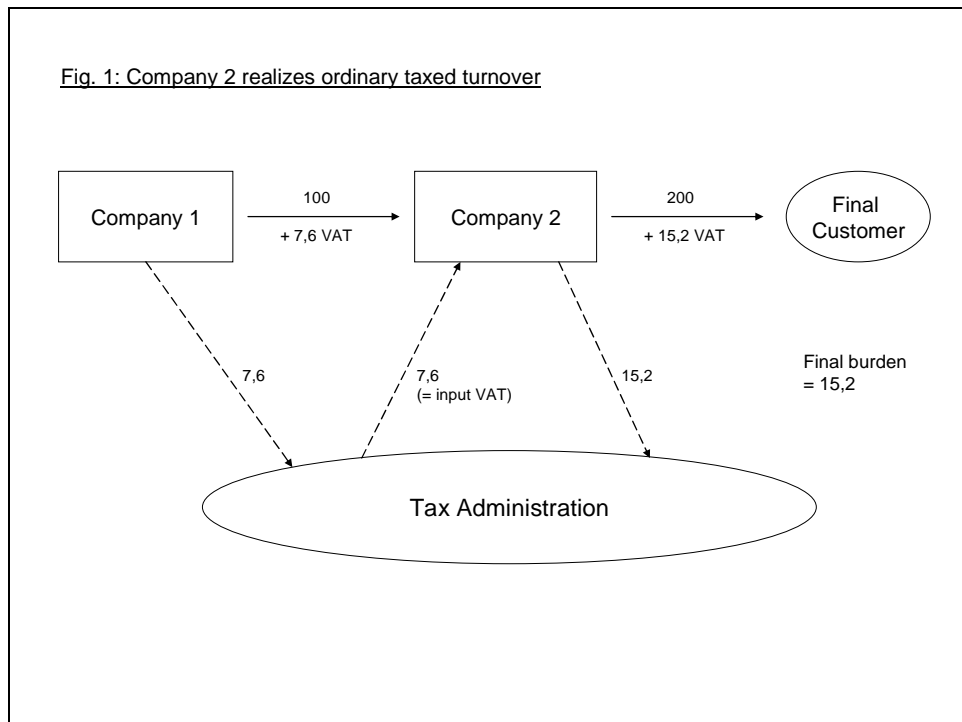 Fig. 1: Company 2 realizes ordinary taxed turnover
Company 1
100
+ 7,6 VAT
Company 2
200
+ 15,2 VAT
Final
Customer
7,6
7,6
(= input VAT)
15,2
Final burden
= 15,2
Tax Administration